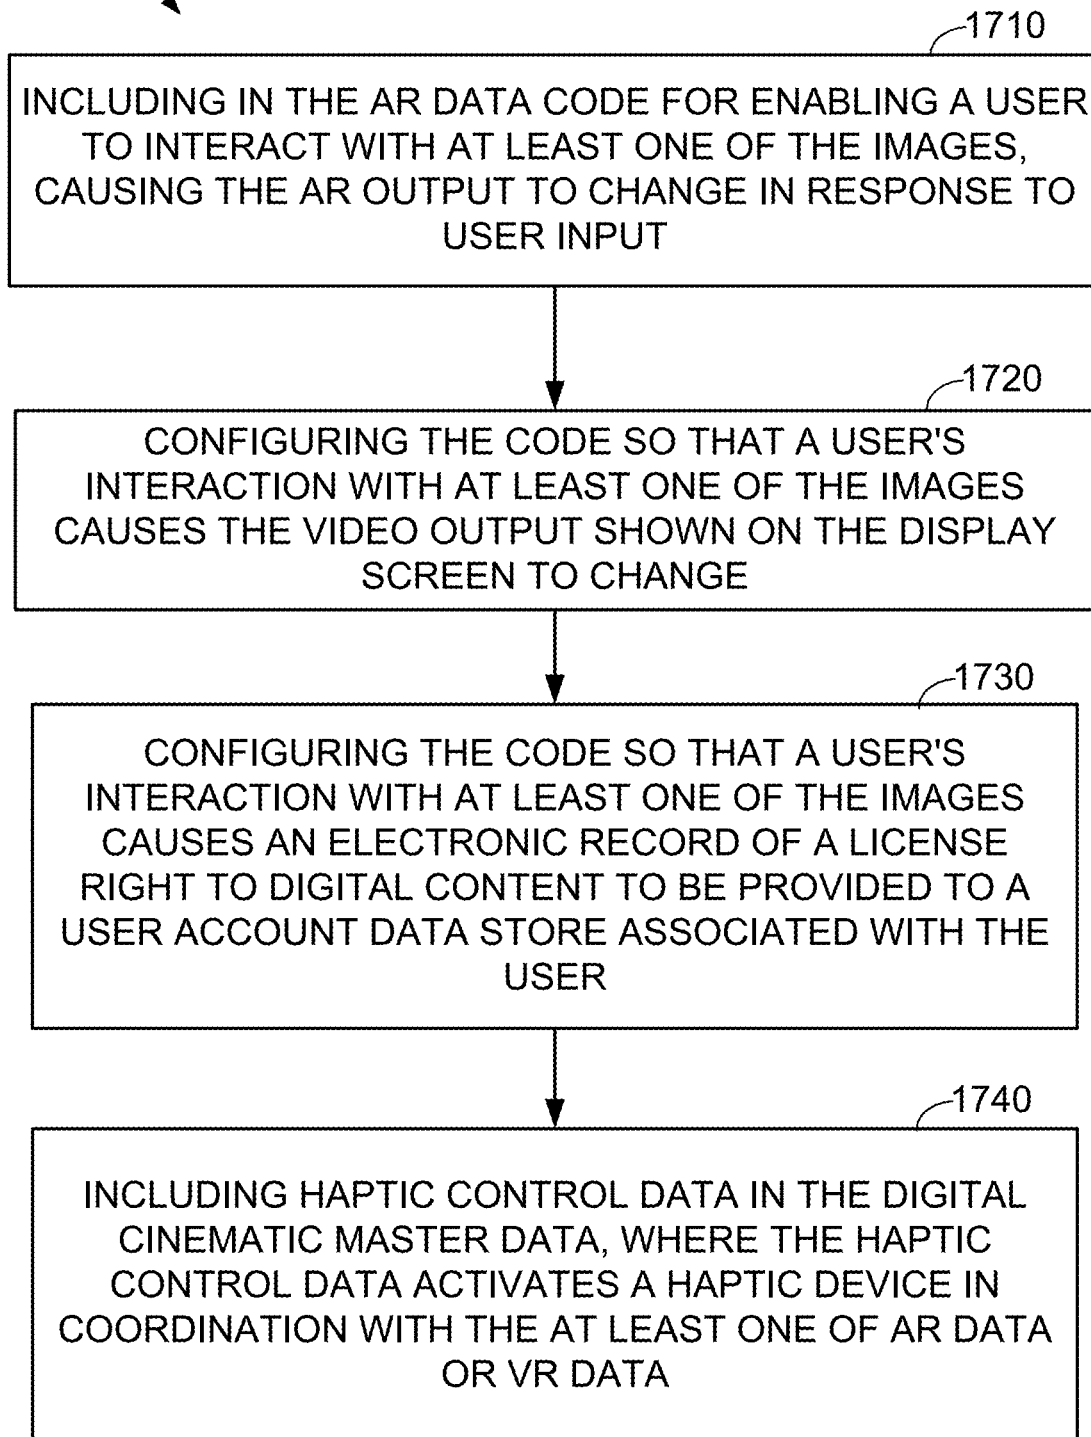 1710
INCLUDING IN THE AR DATA CODE FOR ENABLING A USER
TO INTERACT WITH AT LEAST ONE OF THE IMAGES,
CAUSING THE AR OUTPUT TO CHANGE IN RESPONSE TO
USER INPUT
1720
CONFIGURING THE CODE SO THAT A USER'S
INTERACTION WITH AT LEAST ONE OF THE IMAGES
CAUSES THE VIDEO OUTPUT SHOWN ON THE DISPLAY
SCREEN TO CHANGE
1730
CONFIGURING THE CODE SO THAT A USER'S
INTERACTION WITH AT LEAST ONE OF THE IMAGES
CAUSES AN ELECTRONIC RECORD OF A LICENSE
RIGHT TO DIGITAL CONTENT TO BE PROVIDED TO A
USER ACCOUNT DATA STORE ASSOCIATED WITH THE
USER
1740
INCLUDING HAPTIC CONTROL DATA IN THE DIGITAL
CINEMATIC MASTER DATA, WHERE THE HAPTIC
CONTROL DATA ACTIVATES A HAPTIC DEVICE IN
COORDINATION WITH THE AT LEAST ONE OF AR DATA
OR VR DATA